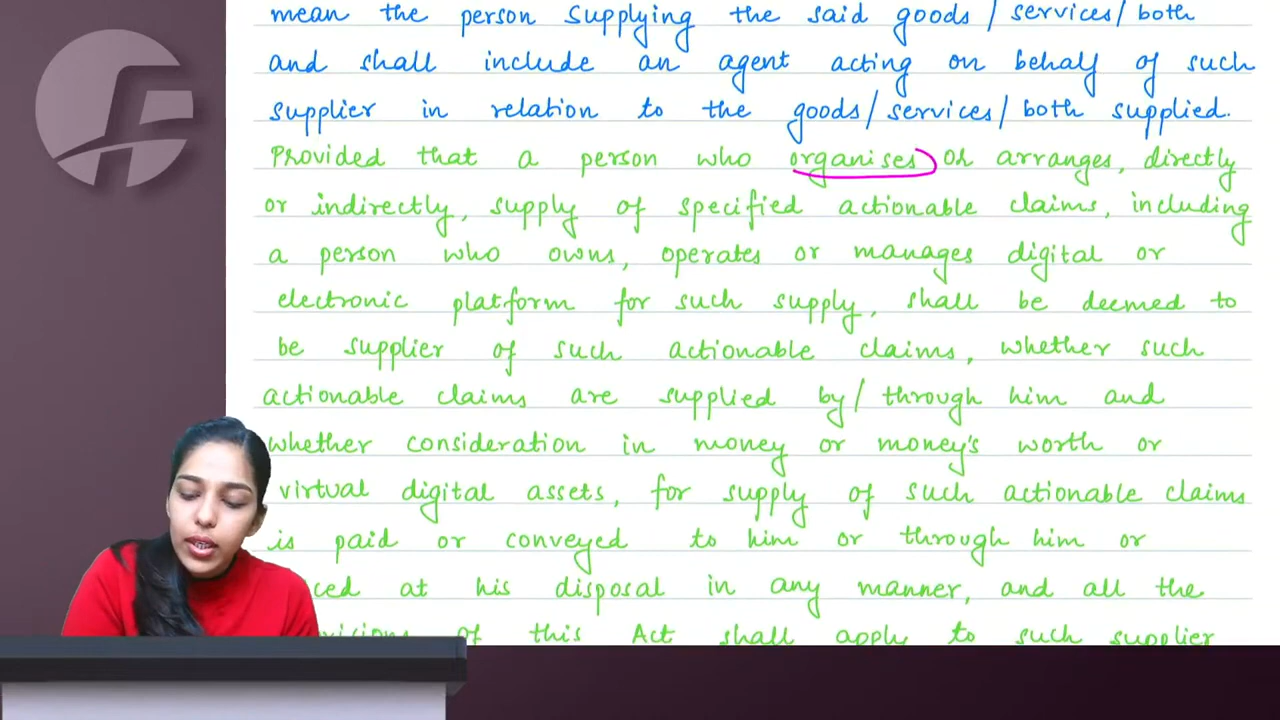 mean the person supplying the said goods / services / both
and shall include an agent acting on behalf of such
supplier in relation to the goods / services / both supplied.
Provided that a person who organises or arranges, directly
or indirectly, supply of specified actionable claims, including
a person who owns, operates or manages digital or
electronic platform for such supply, shall be deemed to
be supplier of such actionable claims, whether such
actionable claims are supplied by / through him and
whether consideration in money or money's worth or
virtual digital assets, for supply of such actionable claims
is paid or conveyed to him or through him or
at his disposal in any manner, and all the
of this Act shall apply to such supplier